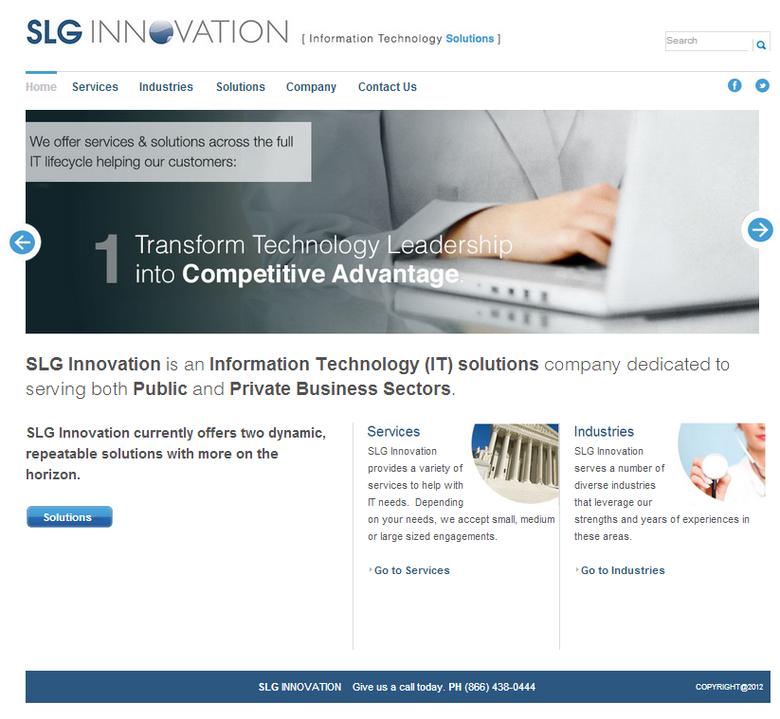 SLG INNOVATION [ Information Technology Solutions ]
Search
Home Services Industries Solutions Company Contact Us
We offer services & solutions across the full
IT lifecycle helping our customers:
1 Transform Technology Leadership
into Competitive Advantage.
SLG Innovation is an Information Technology (IT) solutions company dedicated to
serving both Public and Private Business Sectors.
SLG Innovation currently offers two dynamic,
repeatable solutions with more on the
horizon.
Solutions
Services
SLG Innovation
provides a variety of
services to help with
IT needs. Depending
on your needs, we accept small, medium
or large sized engagements.
Go to Services
Industries
SLG Innovation
serves a number of
diverse industries
that leverage our
strengths and years of experiences in
these areas.
Go to Industries
SLG INNOVATION Give us a call today. PH (866) 438-0444 COPYRIGHT@2012